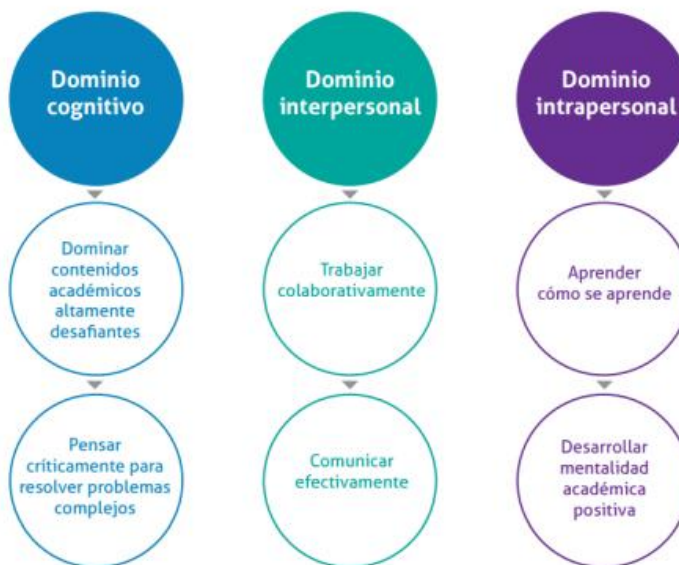 Dominio
cognitivo
Dominar
contenidos
académicos
altamente
desafiantes
Pensar
críticamente para
resolver problemas
complejos
Dominio
interpersonal
Trabajar
colaborativamente
Comunicar
efectivamente
Dominio
intrapersonal
Aprender
cómo se aprende
Desarrollar
mentalidad
académica
positiva